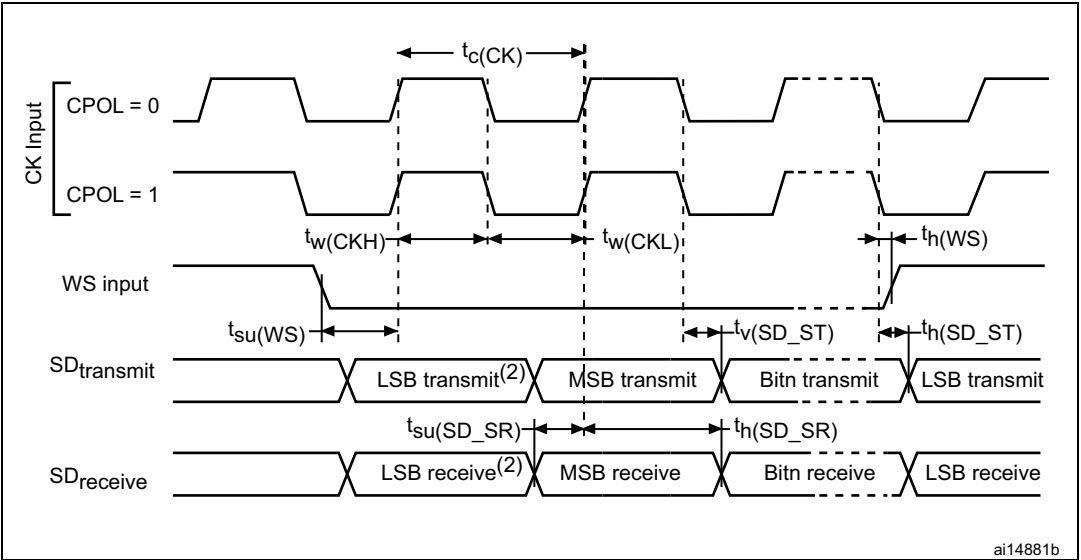 tc(CK)
CK Input
CPOL = 0
CPOL = 1
tw(CKH)
tw(CKL)
th(WS)
WS input
tsu(WS)
tv(SD_ST)
th(SD_ST)
SDtransmit
LSB transmit(2)
MSB transmit
Bitn transmit
LSB transmit
tsu(SD_SR)
th(SD_SR)
SDreceive
LSB receive(2)
MSB receive
Bitn receive
LSB receive
ai14881b